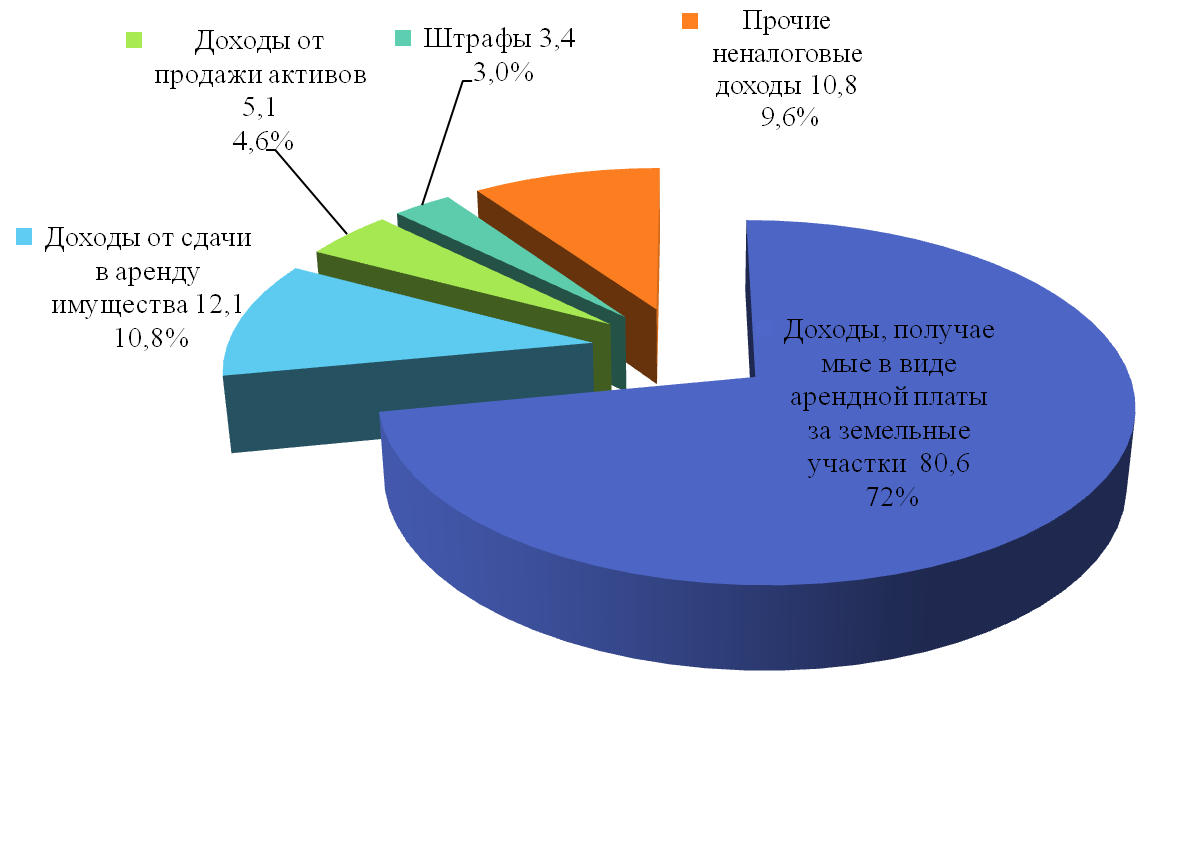 Доходы от
продажи активов
5,1
4,6%
Штрафы 3,4
3,0%
Прочие
неналоговые
доходы 10,8
9,6%
Доходы от сдачи
в аренду
имущества 12,1
10,8%
Доходы, получае
мые в виде
арендной платы
за земельные
участки 80,6
72%